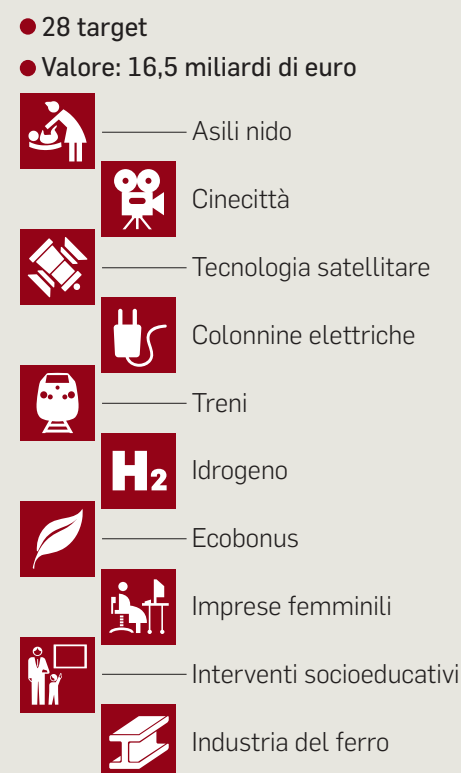 28 target
Valore: 16,5 miliardi di euro
Asili nido
Cinecittà
Tecnologia satellitare
Colonnine elettriche
Treni
H2 Idrogeno
Ecobonus
Imprese femminili
Interventi socioeducativi
Industria del ferro